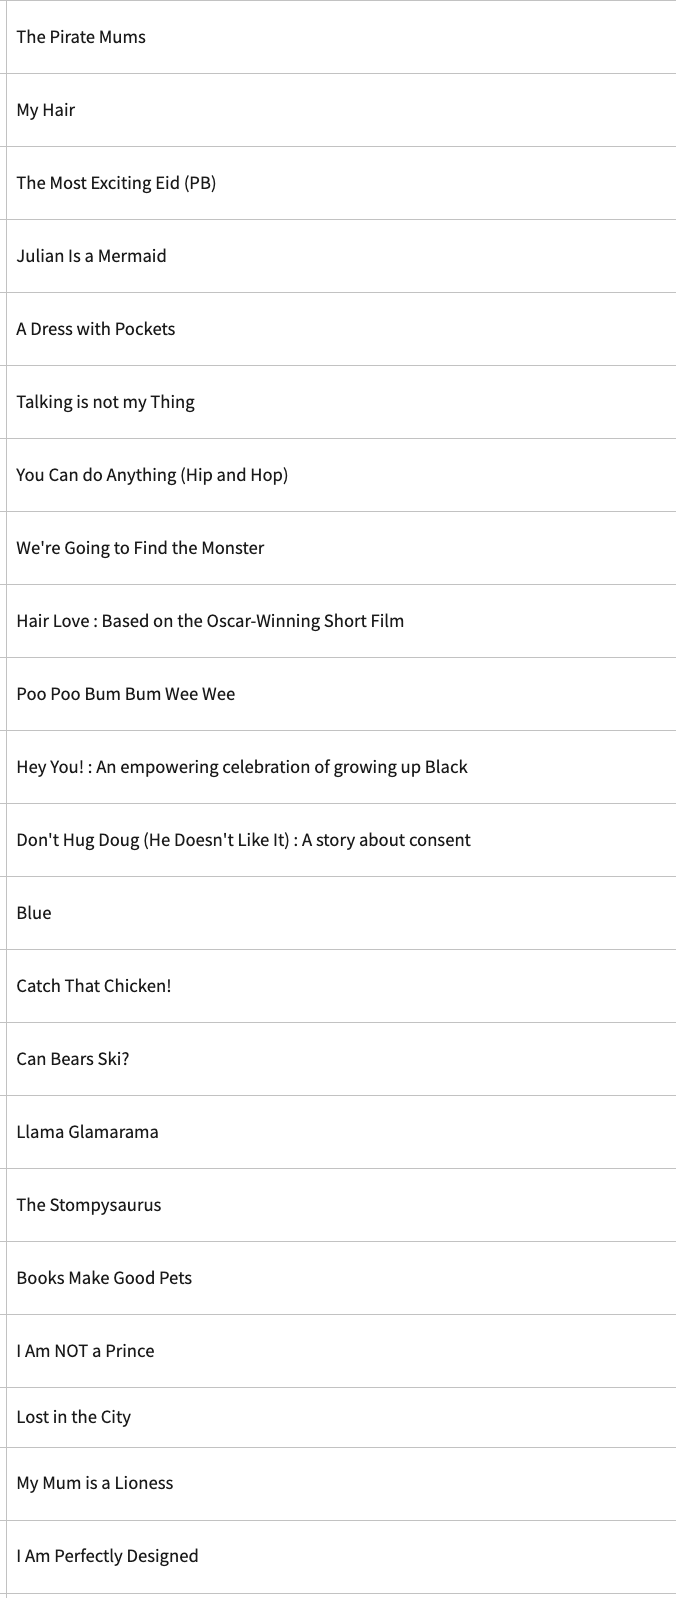 The Pirate Mums
My Hair
The Most Exciting Eid (PB)
Julian Is a Mermaid
A Dress with Pockets
Talking is not my Thing
You Can do Anything (Hip and Hop)
We're Going to Find the Monster
Hair Love : Based on the Oscar-Winning Short Film
Poo Poo Bum Bum Wee Wee
Hey You! : An empowering celebration of growing up Black
Don't Hug Doug (He Doesn't Like It) : A story about consent
Blue
Catch That Chicken!
Can Bears Ski?
Llama Glamarama
The Stompysaurus
Books Make Good Pets
I Am NOT a Prince
Lost in the City
My Mum is a Lioness
I Am Perfectly Designed